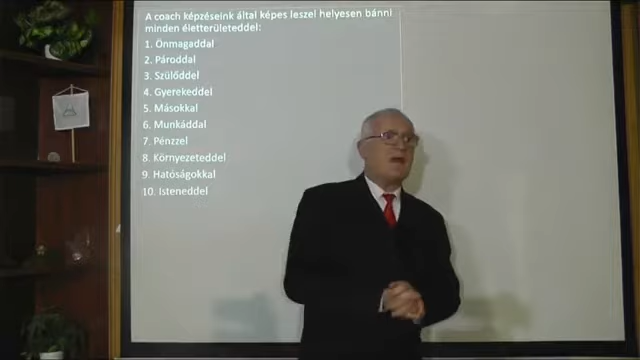 A coach képzéseink által képes leszel helyesen bánni
minden életterületeddel:
1. Önmagaddal
2. Pároddal
3. Szülőddel
4. Gyerekeddel
5. Másokkal
6. Munkáddal
7. Pénzzel
8. Környezeteddel
9. Hatóságokkal
10. Isteneddel